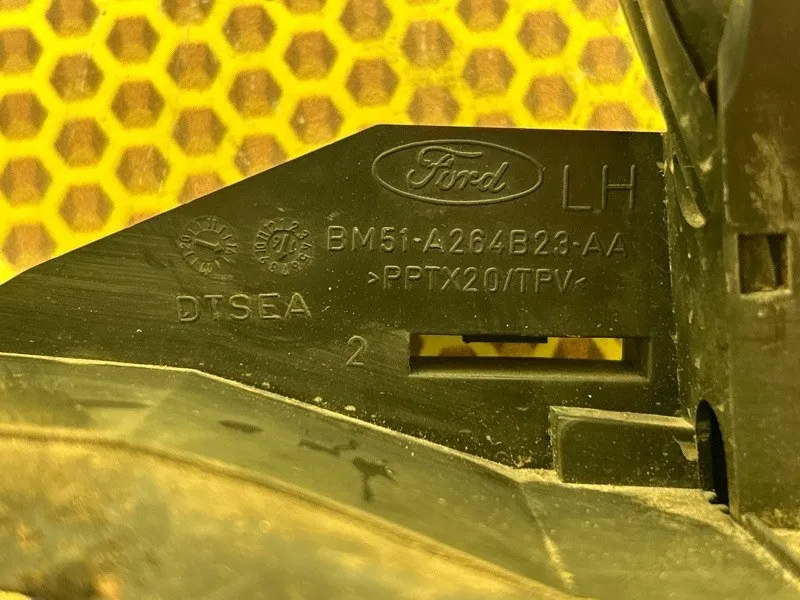 Ford LH
BM51-A264B23-AA
>PPTX20/TPV<
DTSEA
2